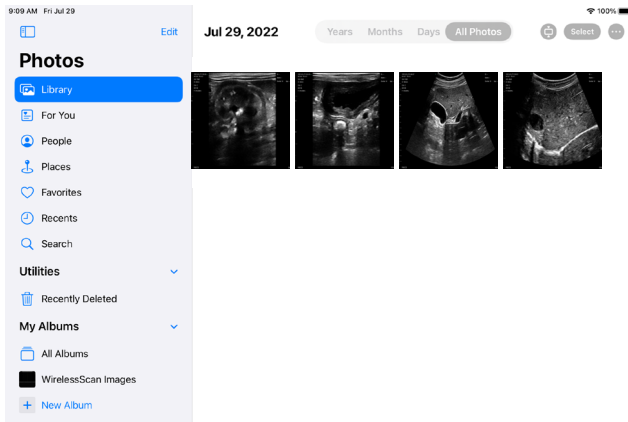 9:09 AM Fri Jul 29
100%
Edit
Jul 29, 2022
Years Months Days All Photos
Select
Photos
Library
For You
People
Places
Favorites
Recents
Search
Utilities
Recently Deleted
My Albums
All Albums
WirelessScan Images
New Album